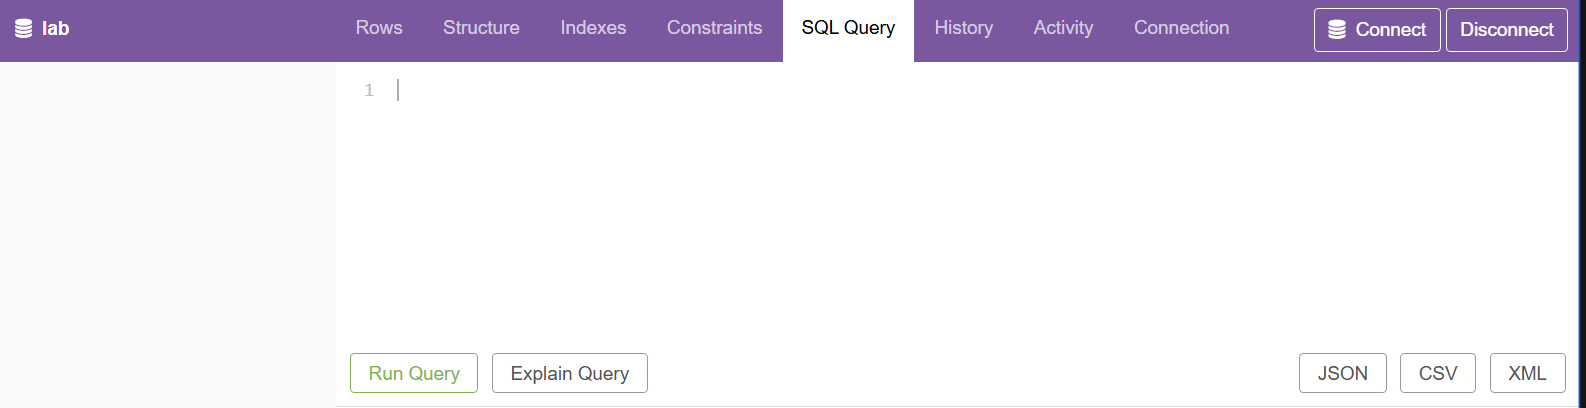 lab Rows Structure Indexes Constraints SQL Query History Activity Connection Connect Disconnect
1
Run Query Explain Query JSON CSV XML